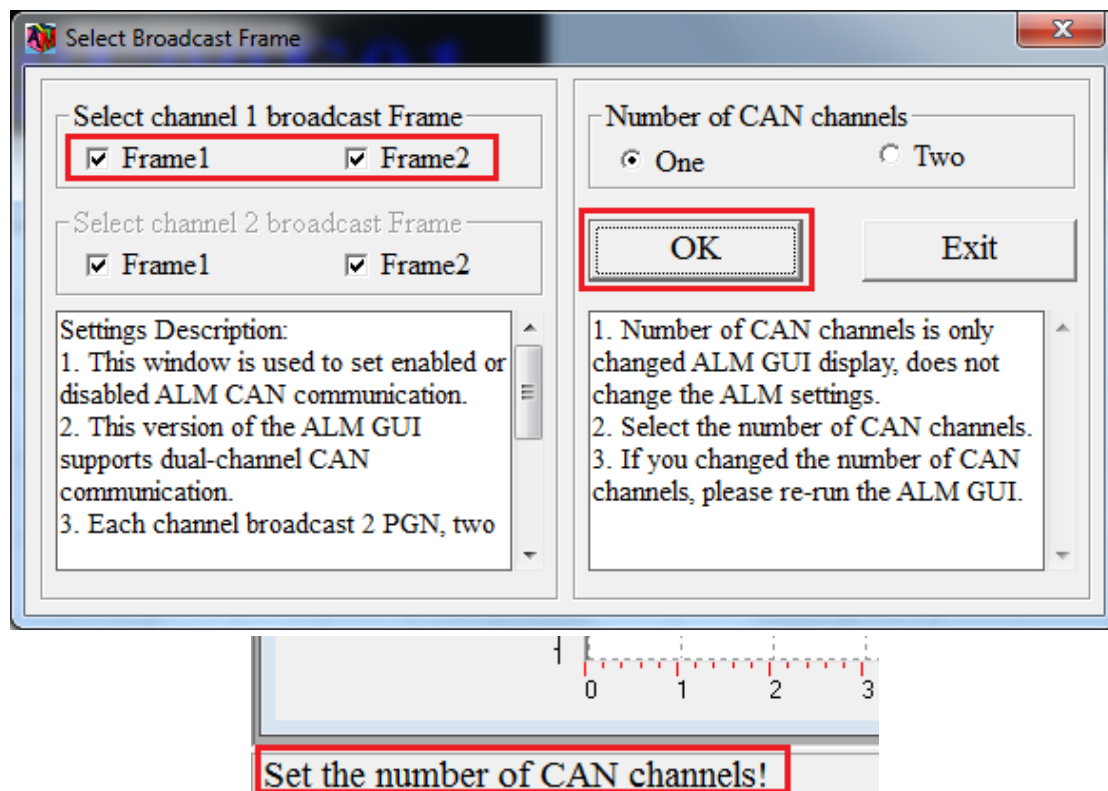 Select Broadcast Frame
Select channel 1 broadcast Frame
Frame1 Frame2
Select channel 2 broadcast Frame
Frame1 Frame2
Settings Description:
1. This window is used to set enabled or
disabled ALM CAN communication.
2. This version of the ALM GUI
supports dual-channel CAN
communication.
3. Each channel broadcast 2 PGN, two
Number of CAN channels
One Two
OK Exit
1. Number of CAN channels is only
changed ALM GUI display, does not
change the ALM settings.
2. Select the number of CAN channels.
3. If you changed the number of CAN
channels, please re-run the ALM GUI.
0 1 2 3
Set the number of CAN channels!